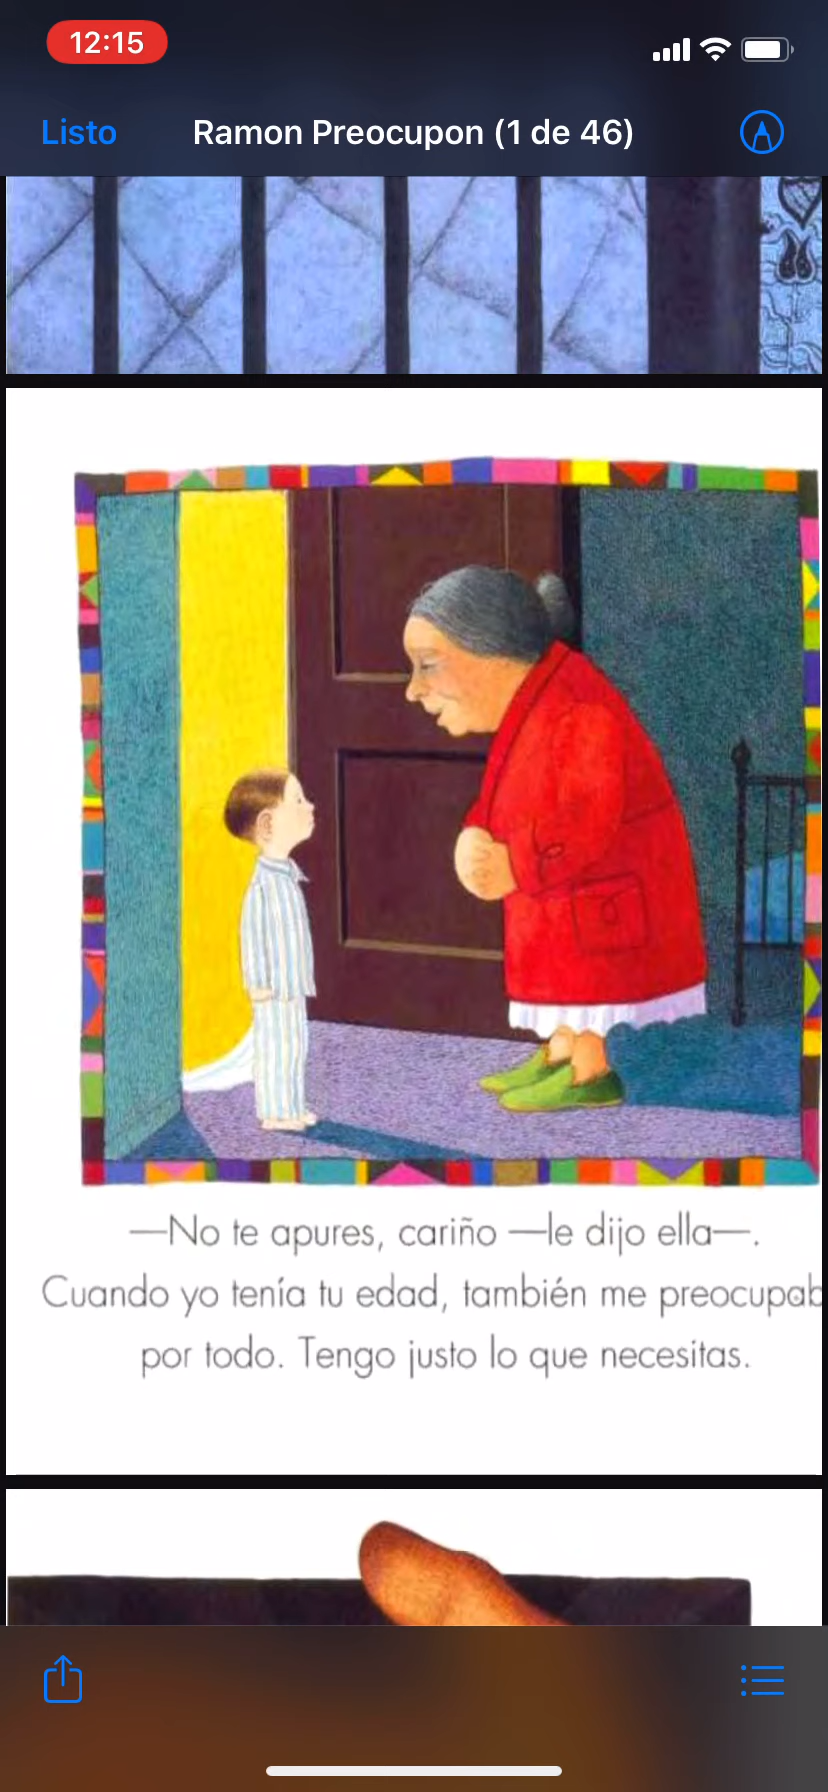 12:15
Listo
Ramon Preocupon (1 de 46)
—No te apures, cariño —le dijo ella—.
Cuando yo tenía tu edad, también me
por todo. Tengo justo lo que necesitas.